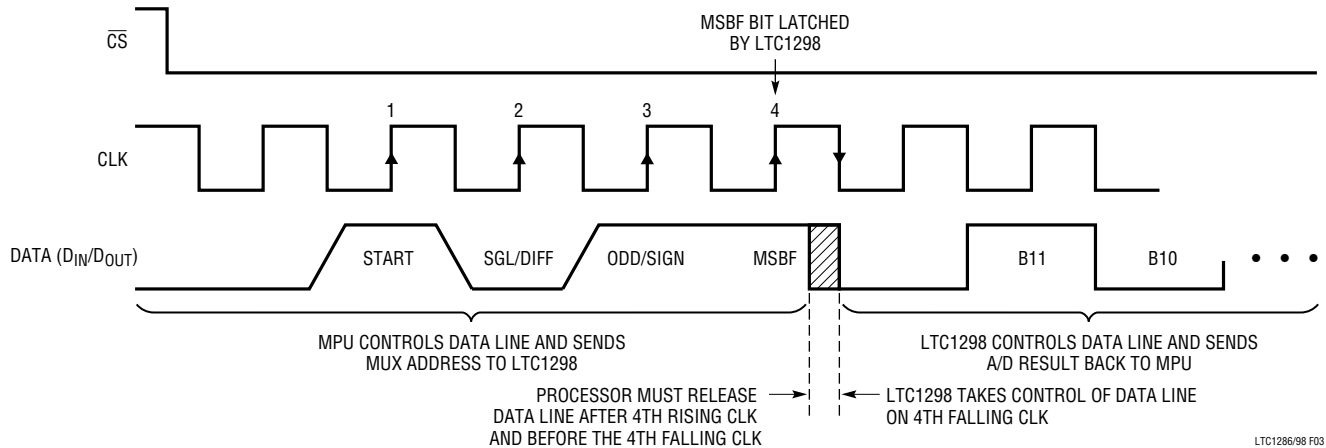 MSBF BIT LATCHED
BY LTC1298
CS
1 2 3 4
CLK
DATA (DIN/DOUT)
START SGL/DIFF ODD/SIGN MSBF B11 B10 • • •
MPU CONTROLS DATA LINE AND SENDS
MUX ADDRESS TO LTC1298
LTC1298 CONTROLS DATA LINE AND SENDS
A/D RESULT BACK TO MPU
PROCESSOR MUST RELEASE
DATA LINE AFTER 4TH RISING CLK
AND BEFORE THE 4TH FALLING CLK
LTC1298 TAKES CONTROL OF DATA LINE
ON 4TH FALLING CLK
LTC1286/98 F03